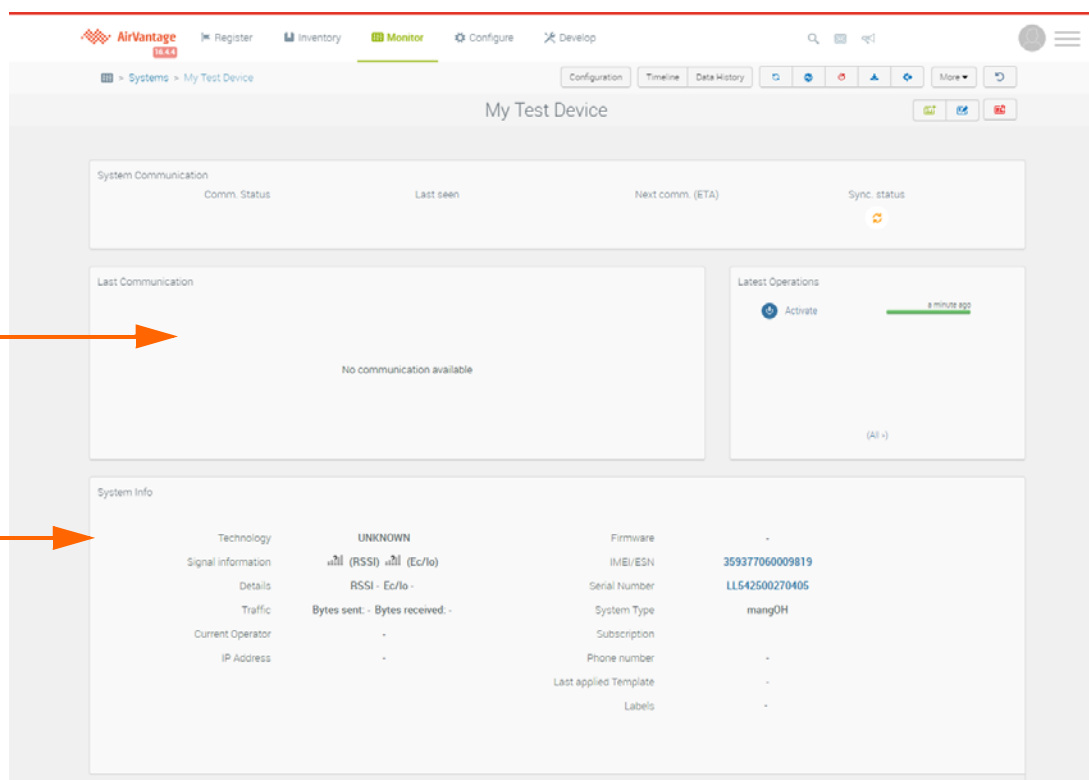 AirVantage Register Inventory Monitor Configure Develop
16.4.4
> Systems > My Test Device Configuration Timeline Data History More
My Test Device
System Communication
Comm. Status Last seen Next comm. (ETA) Sync. status
Last Communication
No communication available
Latest Operations
Activate a minute ago
(All »)
System Info
Technology UNKNOWN Firmware -
Signal information (RSSI) (Ec/Io) IMEI/ESN 359377060009819
Details RSSI - Ec/Io - Serial Number LL542500270405
Traffic Bytes sent: - Bytes received: - System Type mangOH
Current Operator - Subscription
IP Address - Phone number -
Last applied Template -
Labels -